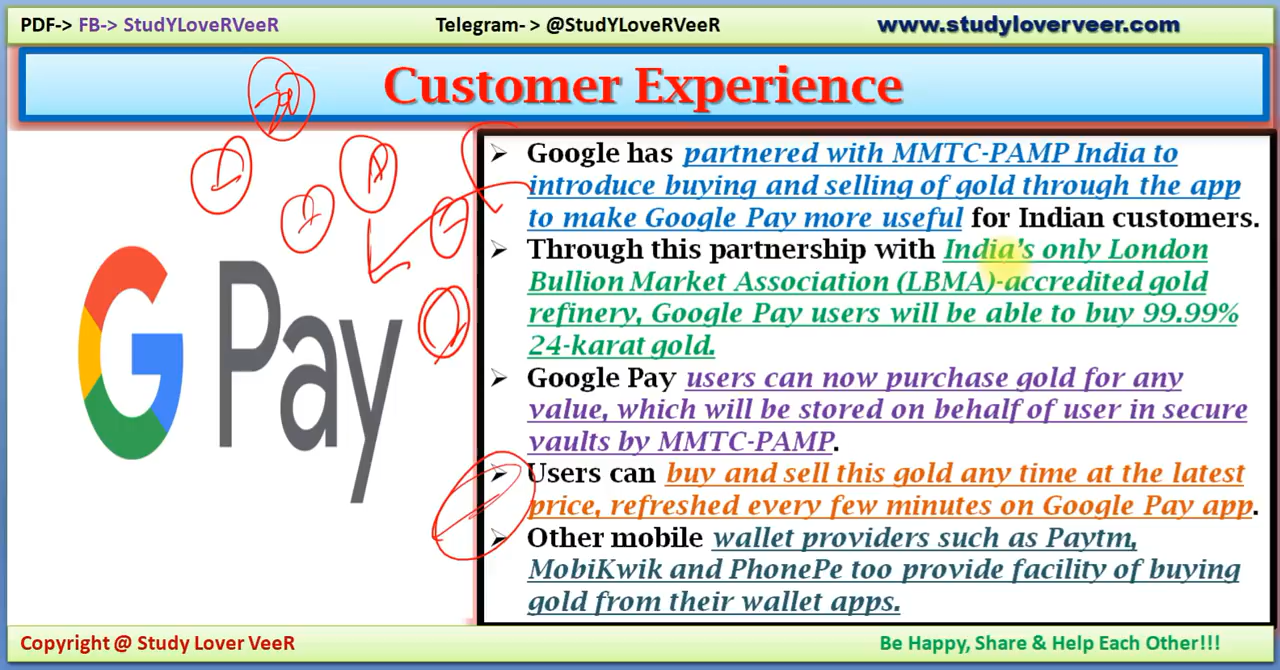 PDF-> FB-> StudYLoveRVeeR Telegram- > @StudYLoveRVeeR www.studyloverveer.com
Customer Experience
G Pay
➢ Google has partnered with MMTC-PAMP India to
introduce buying and selling of gold through the app
to make Google Pay more useful for Indian customers.
➢ Through this partnership with India's only London
Bullion Market Association (LBMA)-accredited gold
refinery, Google Pay users will be able to buy 99.99%
24-karat gold.
➢ Google Pay users can now purchase gold for any
value, which will be stored on behalf of user in secure
vaults by MMTC-PAMP.
➢ Users can buy and sell this gold any time at the latest
price, refreshed every few minutes on Google Pay app.
➢ Other mobile wallet providers such as Paytm,
MobiKwik and PhonePe too provide facility of buying
gold from their wallet apps.
Copyright @ Study Lover VeeR Be Happy, Share & Help Each Other!!!